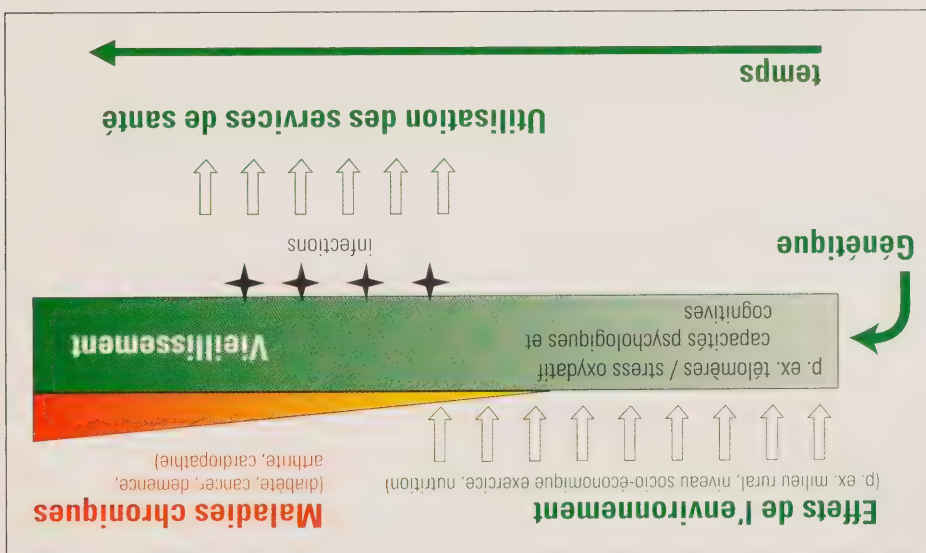 Effets de l'environnement
(p. ex. milieu rural, niveau socio-économique exercice, nutrition)
Maladies chroniques
(diabète, cancer, démence,
arthrite, cardiopathie)
p. ex. télomères / stress oxydatif
capacités psychologiques et
cognitives
Vieillissement
Génétique
infections
Utilisation des services de santé
temps